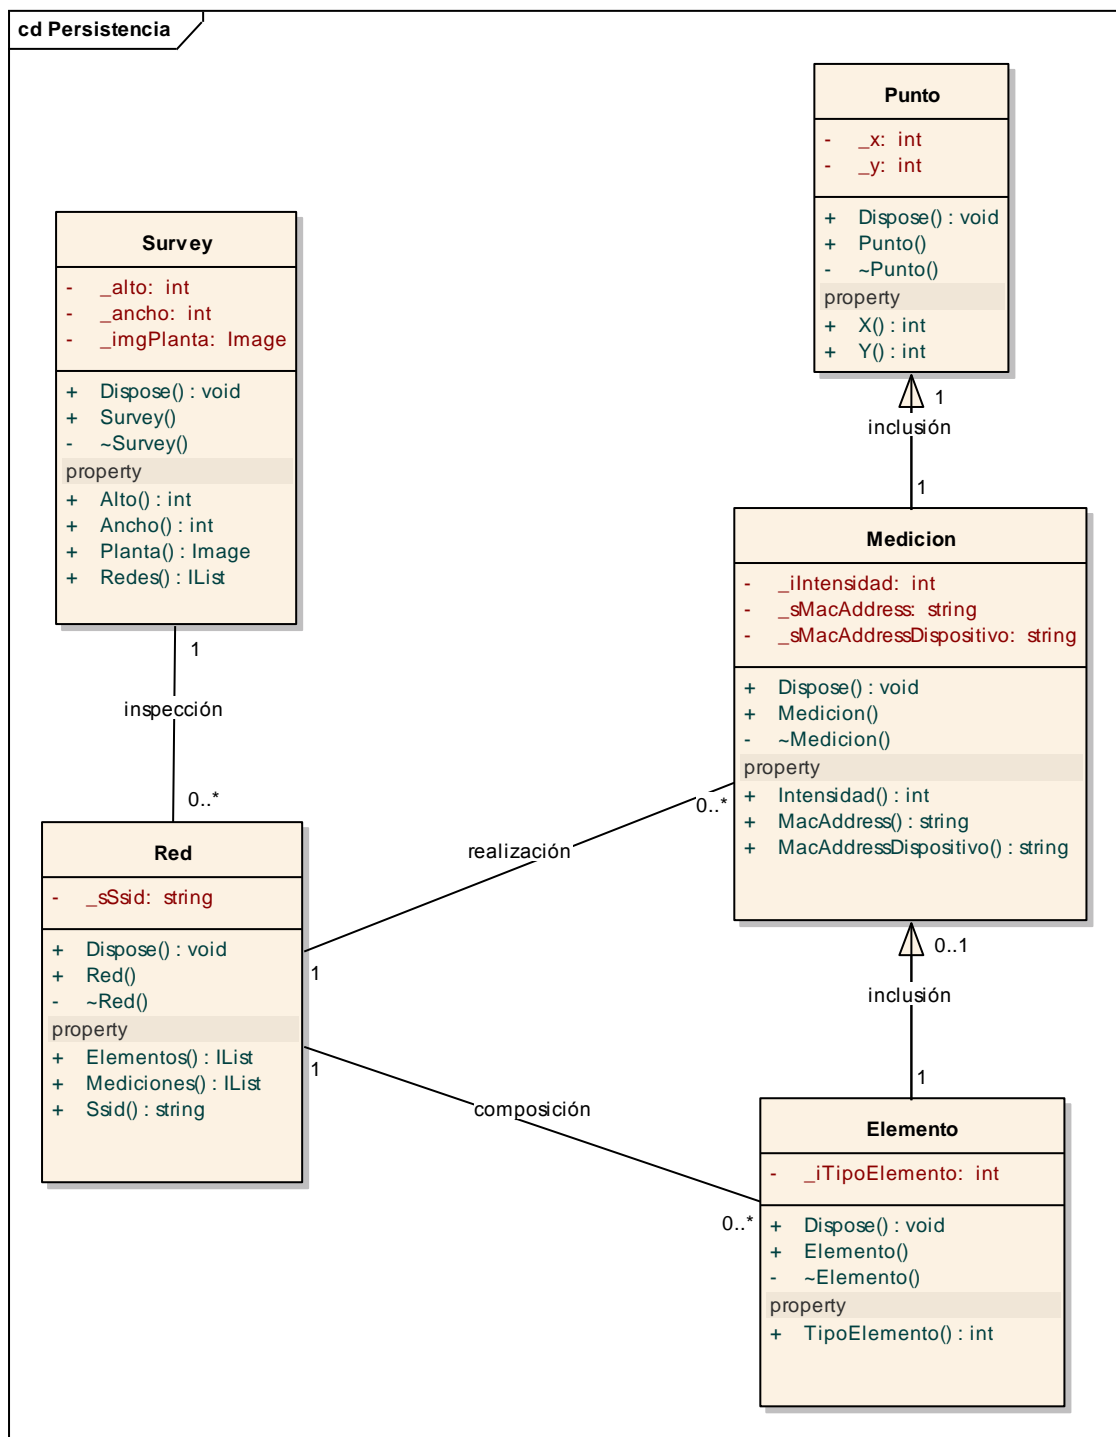 cd Persistencia
Punto
- _x: int
- _y: int
+ Dispose() : void
+ Punto()
- ~Punto()
property
+ X() : int
+ Y() : int
Survey
- _alto: int
- _ancho: int
- _imgPlanta: Image
+ Dispose() : void
+ Survey()
- ~Survey()
property
+ Alto() : int
+ Ancho() : int
+ Planta() : Image
+ Redes() : IList
1
inclusión
1
Medicion
- _iIntensidad: int
- _sMacAddress: string
- _sMacAddressDispositivo: string
+ Dispose() : void
+ Medicion()
- ~Medicion()
property
+ Intensidad() : int
+ MacAddress() : string
+ MacAddressDispositivo() : string
1
inspección
0..*
Red
- _sSsid: string
+ Dispose() : void
+ Red()
- ~Red()
property
+ Elementos() : IList
+ Mediciones() : IList
+ Ssid() : string
0..*
realización
1
0..1
inclusión
1
1
composición
0..*
Elemento
- _iTipoElemento: int
+ Dispose() : void
+ Elemento()
- ~Elemento()
property
+ TipoElemento() : int